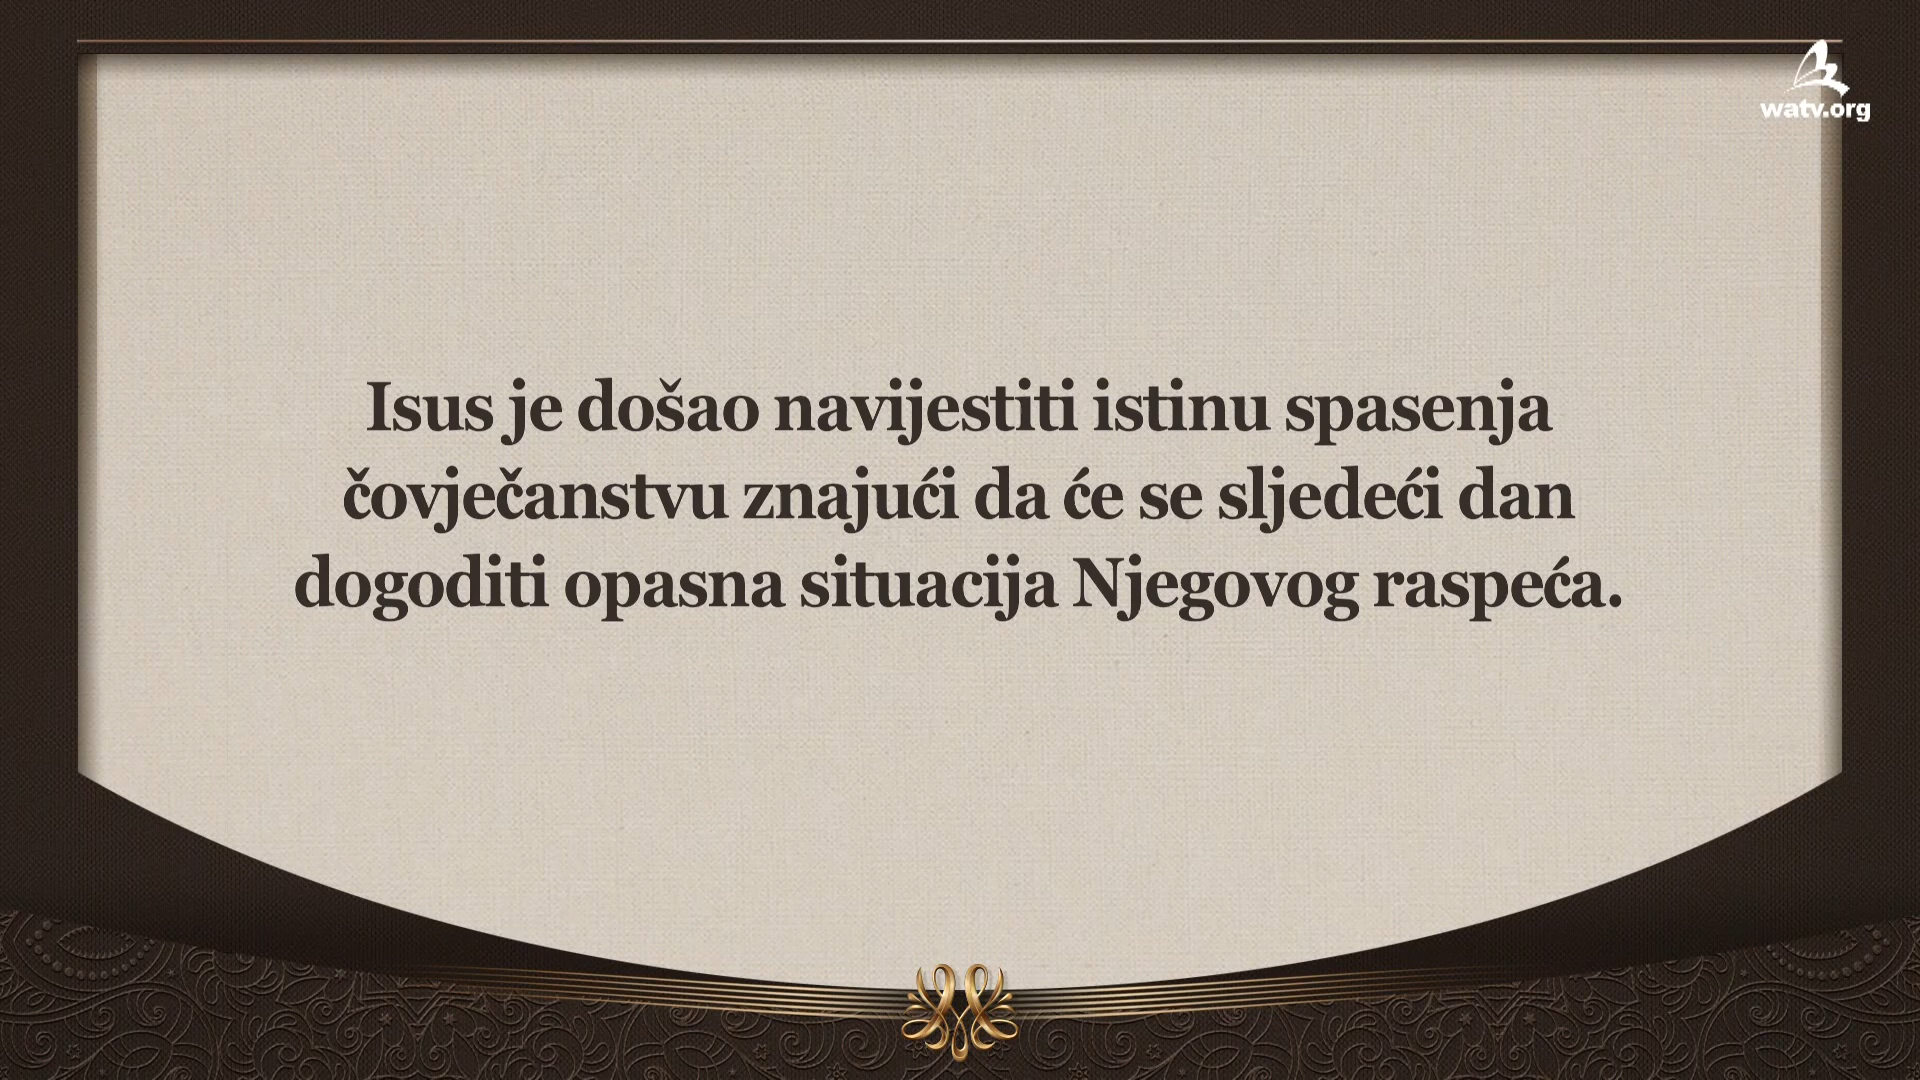 watv.org
Isus je došao navijestiti istinu spasenja
čovječanstvu znajući da će se sljedeći dan
dogoditi opasna situacija Njegovog raspeća.